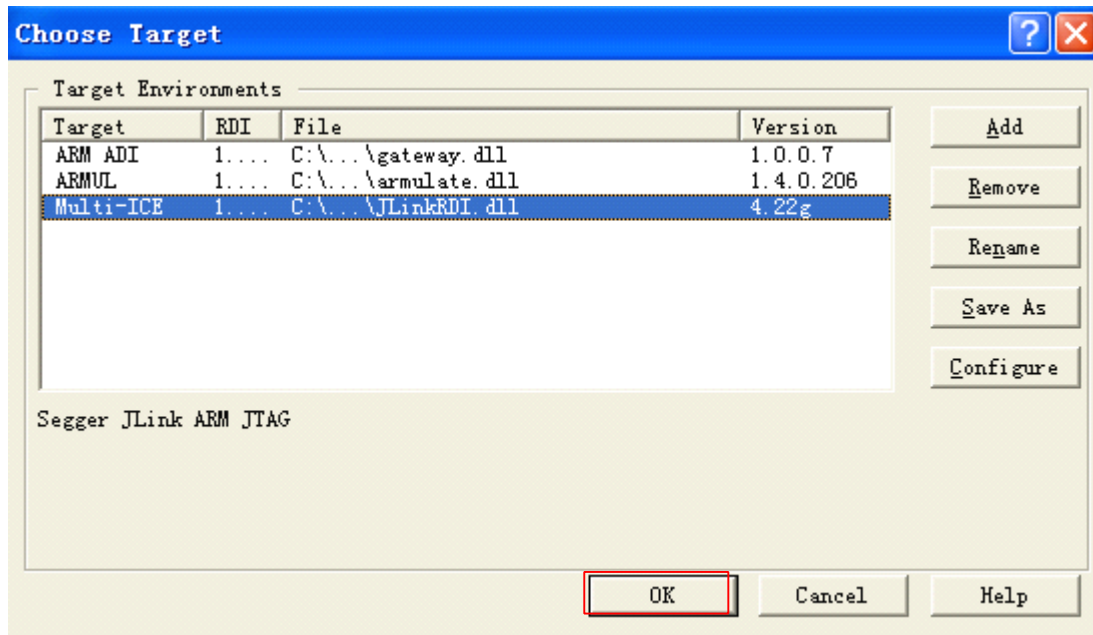 Choose Target
Target Environments
Target RDI File Version
ARM ADI 1.... C:\...\gateway.dll 1.0.0.7
ARMUL 1.... C:\...\armulate.dll 1.4.0.206
Multi-ICE 1.... C:\...\JLinkRDI.dll 4.22g
Add
Remove
Rename
Save As
Configure
Segger JLink ARM JTAG
OK Cancel Help